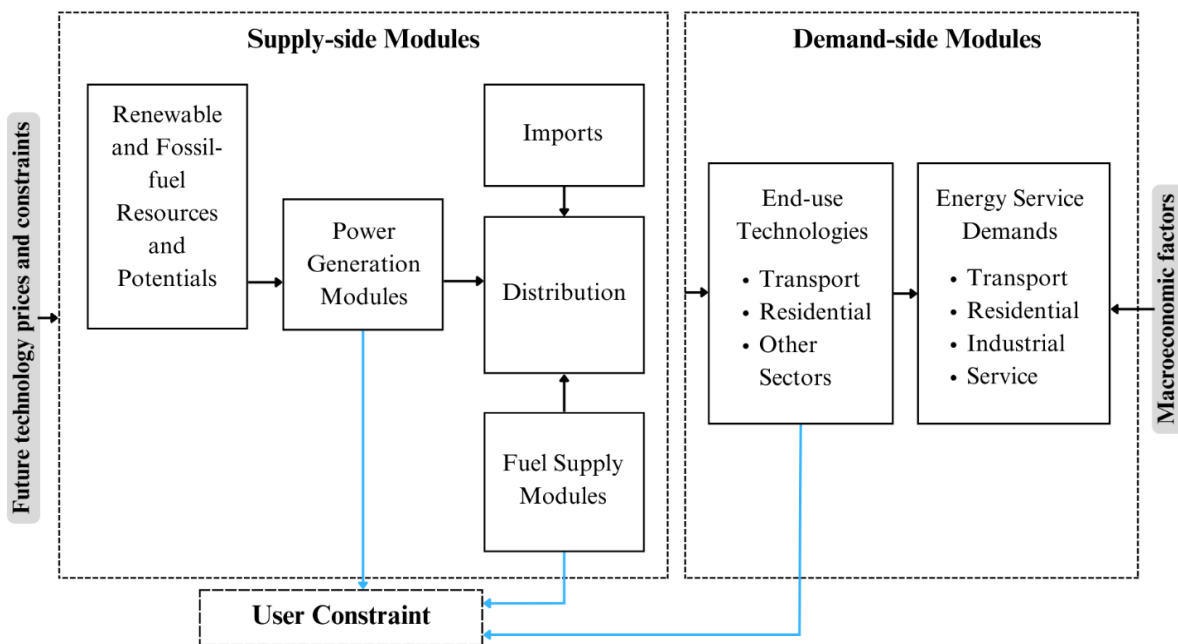 Future technology prices and constraints
Supply-side Modules
Renewable
and Fossil-
fuel
Resources
and
Potentials
Power
Generation
Modules
Imports
Distribution
Fuel Supply
Modules
Demand-side Modules
End-use
Technologies
• Transport
• Residential
• Other
Sectors
Energy Service
Demands
• Transport
• Residential
• Industrial
• Service
Macroeconomic factors
User Constraint